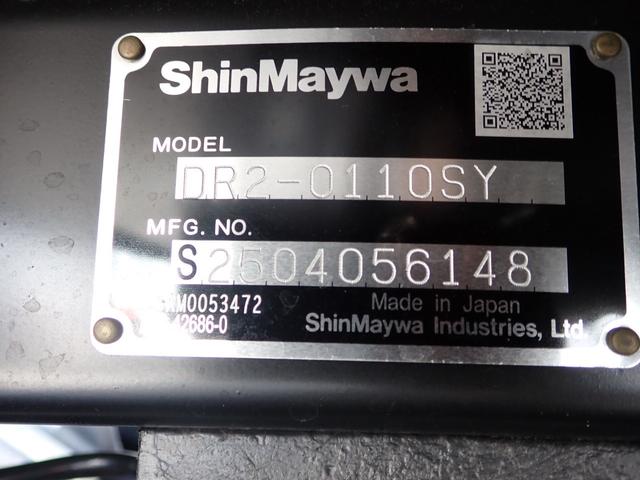 ShinMaywa
MODEL
DR2-0110SY
MFG. NO.
S2504056148
Made in Japan
ShinMaywa Industries, Ltd.